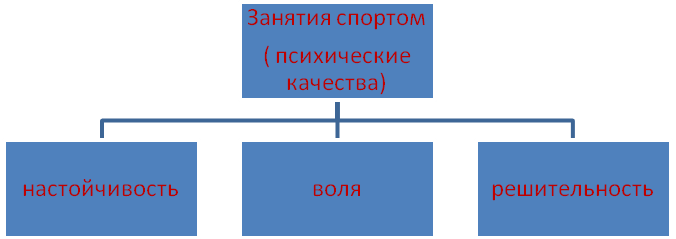 Занятия спортом
( психические
качества)
настойчивость
воля
решительность